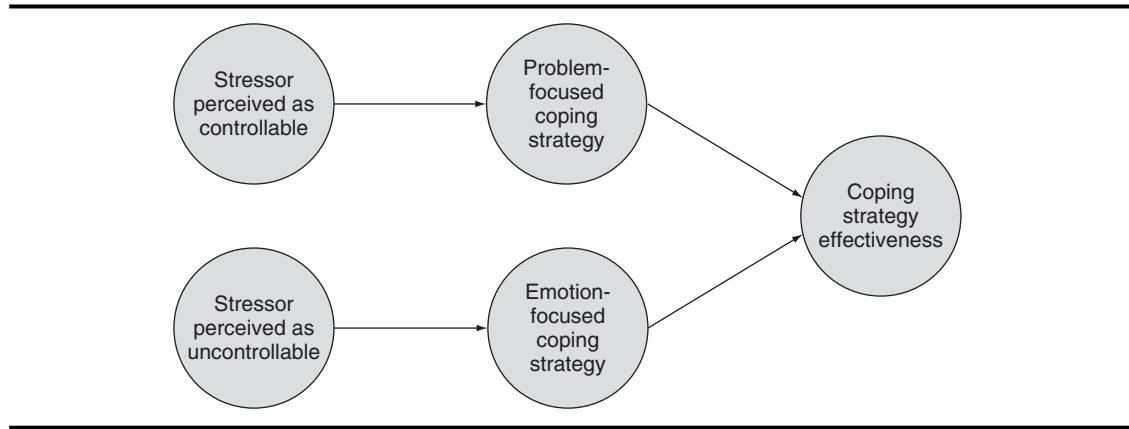 Stressor
perceived as
controllable
Problem-
focused
coping
strategy
Coping
strategy
effectiveness
Stressor
perceived as
uncontrollable
Emotion-
focused
coping
strategy